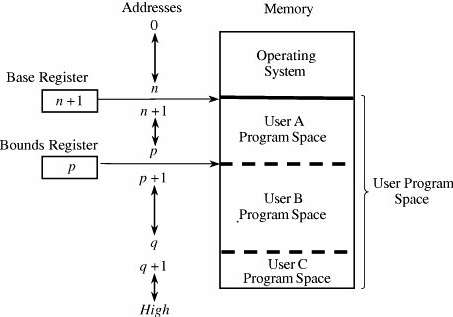 Addresses
Memory
0
Operating
System
Base Register
n + 1
n
n + 1
User A
Program Space
Bounds Register
p
p
p + 1
User B
Program Space
User Program
Space
q
q + 1
User C
Program Space
High